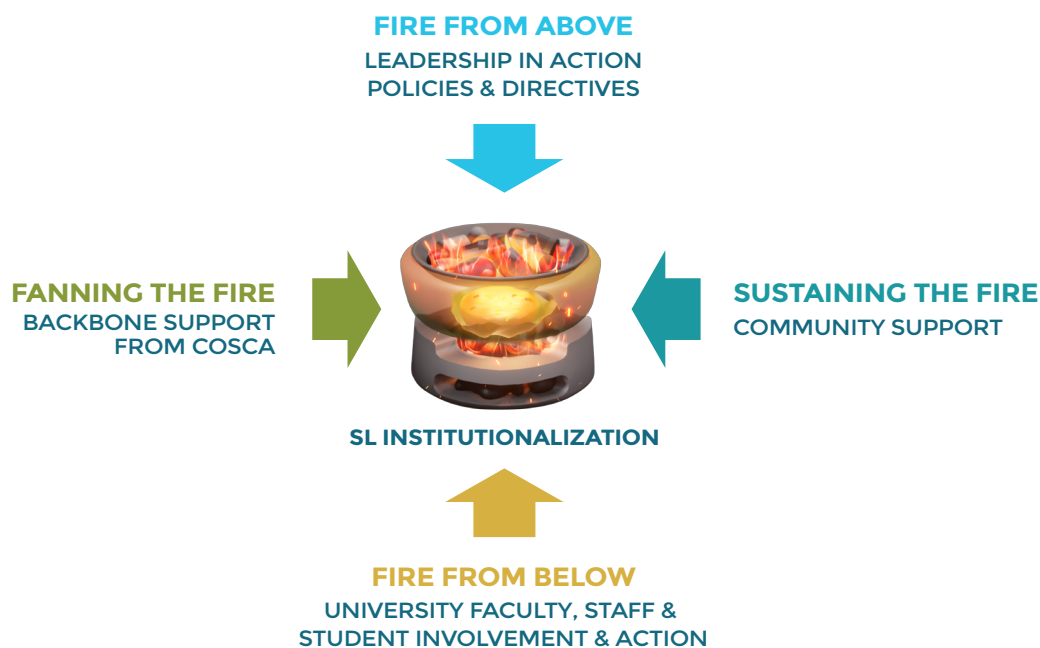 FIRE FROM ABOVE
LEADERSHIP IN ACTION
POLICIES & DIRECTIVES
FANNING THE FIRE
BACKBONE SUPPORT
FROM COSCA
SUSTAINING THE FIRE
COMMUNITY SUPPORT
SL INSTITUTIONALIZATION
FIRE FROM BELOW
UNIVERSITY FACULTY, STAFF &
STUDENT INVOLVEMENT & ACTION